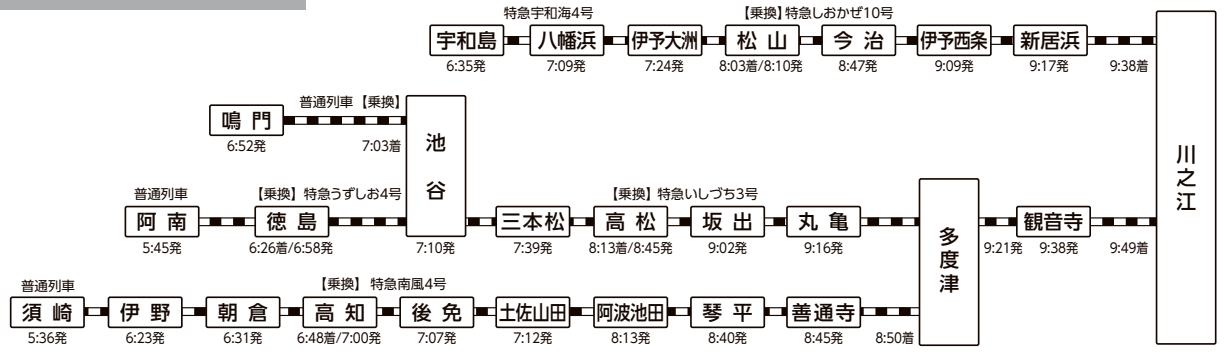 特急宇和海4号 【乗換】特急しおかぜ10号
宇和島 八幡浜 伊予大洲 松山 今治 伊予西条 新居浜
6:35発 7:09発 7:24発 8:03着/8:10発 8:47発 9:09発 9:17発 9:38着
普通列車 【乗換】
鳴門
6:52発 7:03着
池谷
川之江
普通列車 【乗換】特急うずしお4号 【乗換】特急いしづち3号
阿南 徳島 三本松 高松 坂出 丸亀 観音寺
5:45発 6:26着/6:58発 7:10発 7:39発 8:13着/8:45発 9:02発 9:16発 9:21発 9:38発 9:49着
多度津
普通列車 【乗換】 特急南風4号
須崎 伊野 朝倉 高知 後免 土佐山田 阿波池田 琴平 善通寺
5:36発 6:23発 6:31発 6:48着/7:00発 7:07発 7:12発 8:13発 8:40発 8:45発 8:50着